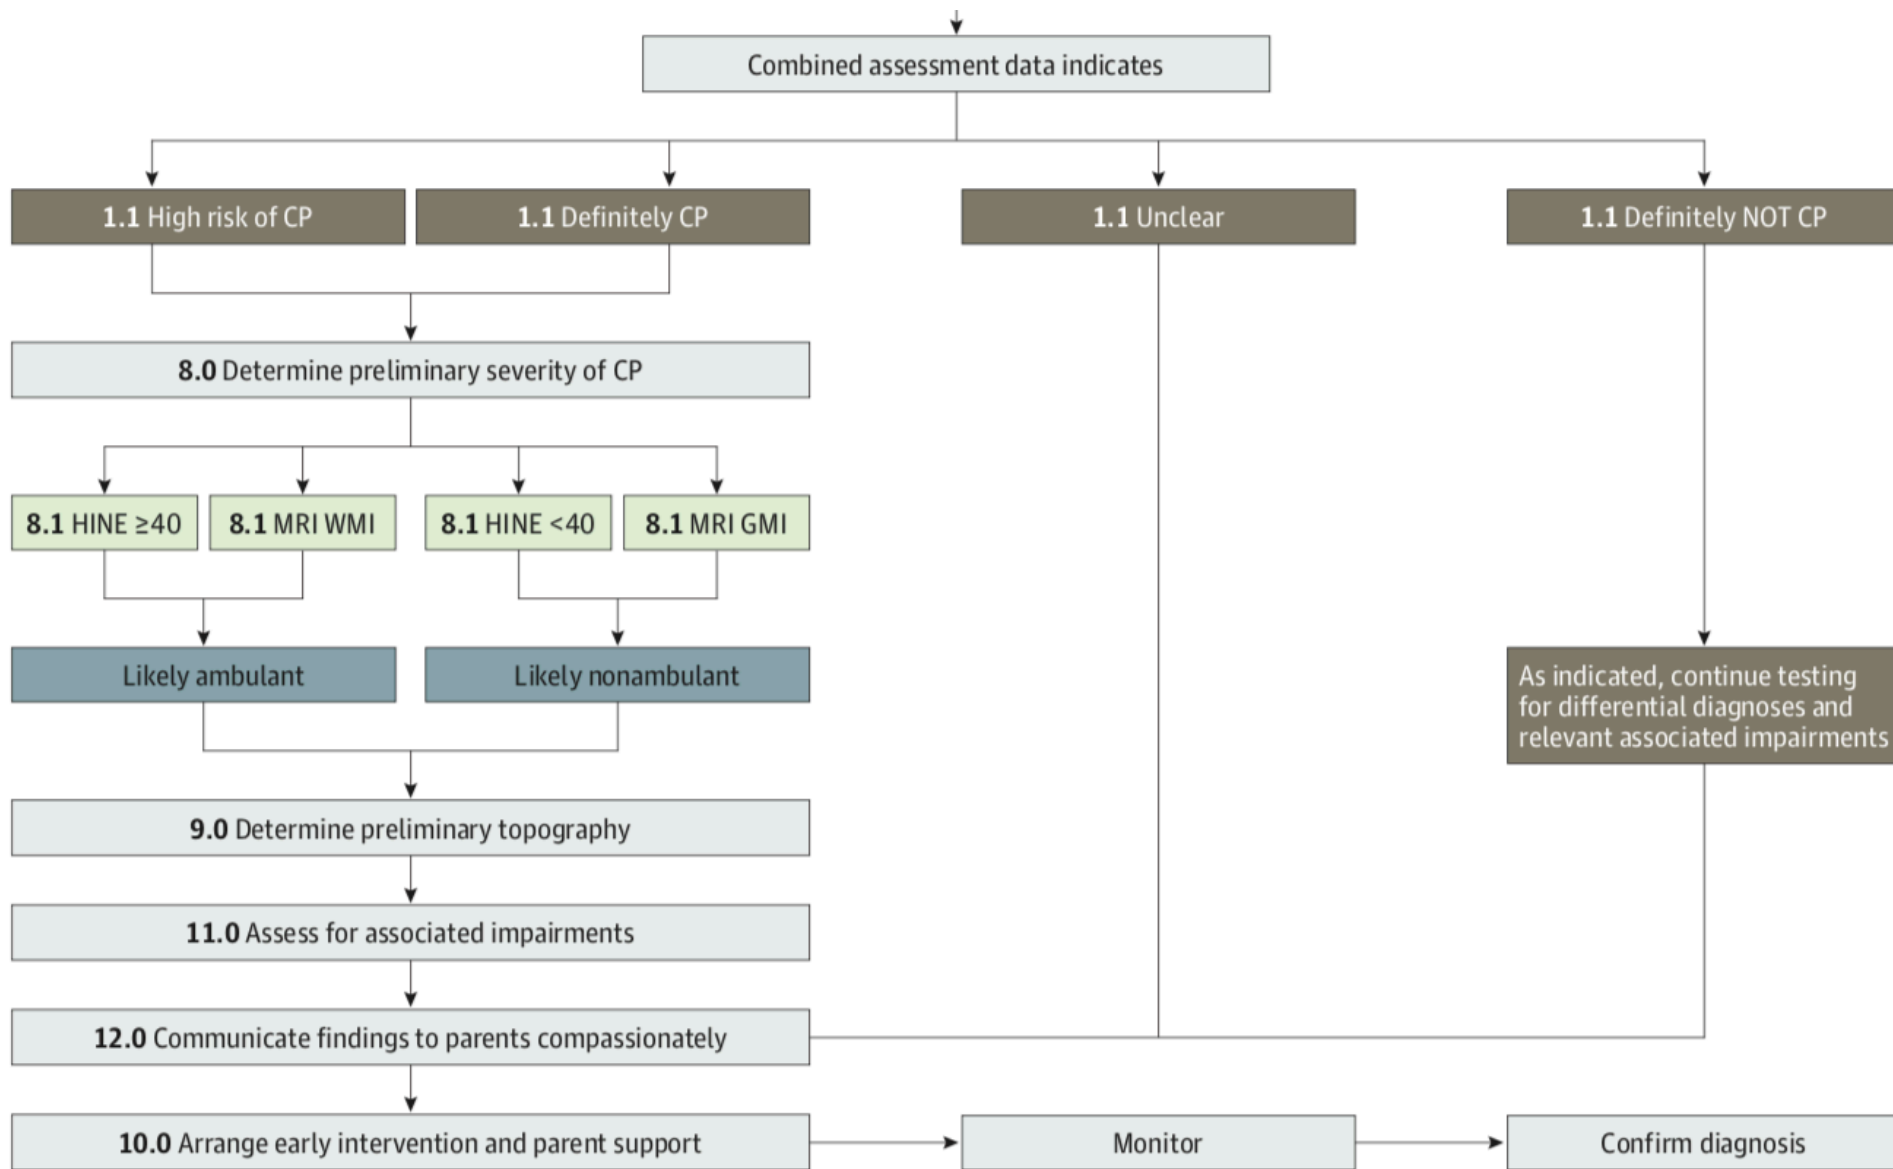 Combined assessment data indicates
1.1 High risk of CP
1.1 Definitely CP
1.1 Unclear
1.1 Definitely NOT CP
8.0 Determine preliminary severity of CP
8.1 HINE ≥40
8.1 MRI WMI
8.1 HINE <40
8.1 MRI GMI
Likely ambulant
Likely nonambulant
As indicated, continue testing
for differential diagnoses and
relevant associated impairments
9.0 Determine preliminary topography
11.0 Assess for associated impairments
12.0 Communicate findings to parents compassionately
10.0 Arrange early intervention and parent support
Monitor
Confirm diagnosis